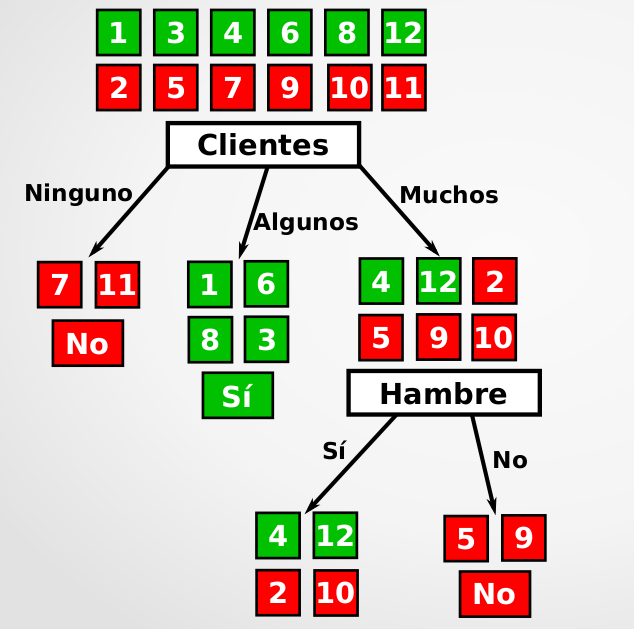 1 3 4 6 8 12
2 5 7 9 10 11
Clientes
Ninguno
Algunos
Muchos
7 11
No
1 6
8 3
Sí
4 12 2
5 9 10
Hambre
Sí
No
4 12
2 10
5 9
No